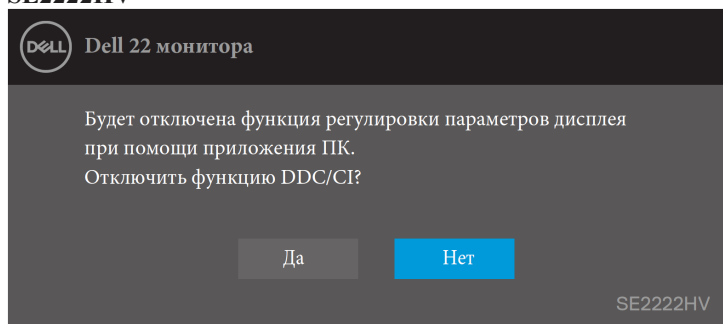 SE2222HV
DELL
Dell 22 монитора
Будет отключена функция регулировки параметров дисплея
при помощи приложения ПК.
Отключить функцию DDC/CI?
Да
Нет
SE2222HV